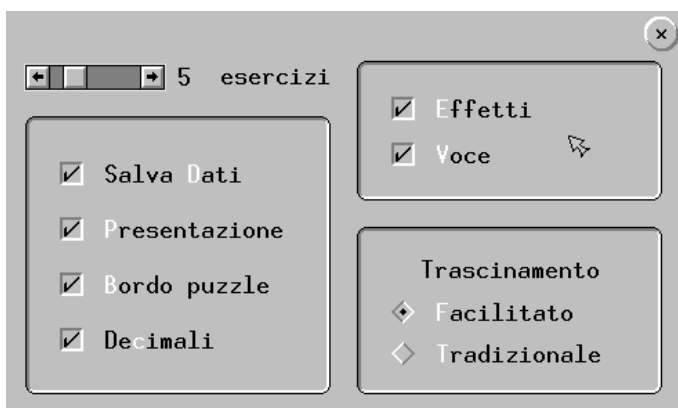 5 esercizi
Salva Dati
Presentazione
Bordo puzzle
Decimali
Effetti
Voce
Trascinamento
Facilitato
Tradizionale